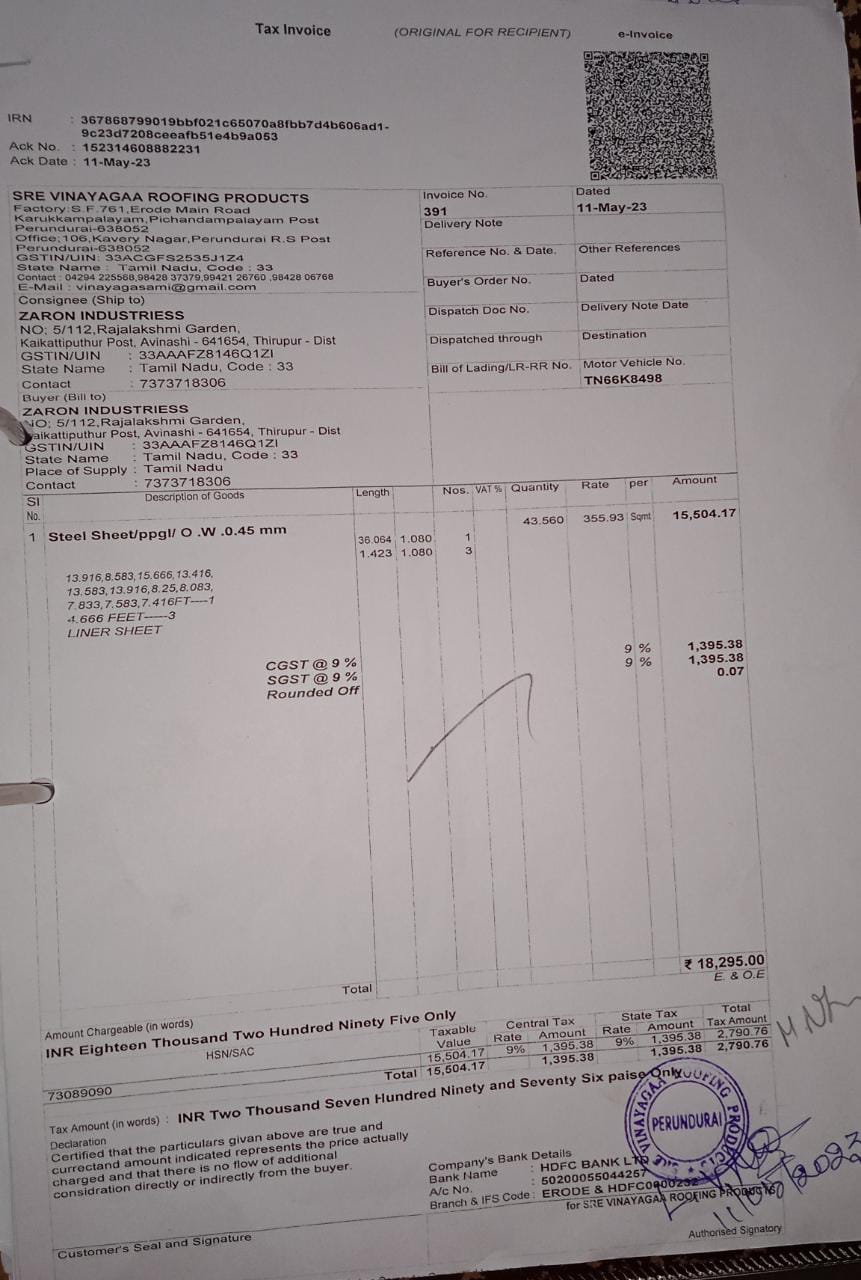 Tax Invoice (ORIGINAL FOR RECIPIENT) e-Invoice
IRN : 367868799019bbf021c65070a8fbb7d4b606ad1-
9c23d7208ceeafb51e4b9a053
Ack No. : 152314608882231
Ack Date : 11-May-23
SRE VINAYAGAA ROOFING PRODUCTS
Factory:S.F.761,Erode Main Road
Karukkampalayam,Pichandampalayam Post
Perundurai-638052
Office;106,Kavery Nagar,Perundurai R.S Post
Perundurai-638052
GSTIN/UIN: 33ACGFS2535J1Z4
State Name : Tamil Nadu, Code : 33
Contact : 04294 225568,98428 37379,99421 26760 ,98428 06768
E-Mail : vinayagasami@gmail.com
Invoice No. Dated
391 11-May-23
Delivery Note
Reference No. & Date. Other References
Buyer's Order No. Dated
Dispatch Doc No. Delivery Note Date
Dispatched through Destination
Bill of Lading/LR-RR No. Motor Vehicle No.
TN66K8498
Consignee (Ship to)
ZARON INDUSTRIESS
NO; 5/112,Rajalakshmi Garden,
Kaikattiputhur Post, Avinashi - 641654, Thirupur - Dist
GSTIN/UIN : 33AAAFZ8146Q1ZI
State Name : Tamil Nadu, Code : 33
Contact : 7373718306
Buyer (Bill to)
ZARON INDUSTRIESS
NO; 5/112,Rajalakshmi Garden,
aikattiputhur Post, Avinashi - 641654, Thirupur - Dist
GSTIN/UIN : 33AAAFZ8146Q1ZI
State Name : Tamil Nadu, Code : 33
Place of Supply : Tamil Nadu
Contact : 7373718306
Sl No. Description of Goods Length Nos. VAT % Quantity Rate per Amount
1 Steel Sheet/ppgl/ O .W .0.45 mm 43.560 355.93 Sqmt 15,504.17
36.064 1.080 1
1.423 1.080 3
13.916,8.583,15.666,13.416,
13.583,13.916,8.25,8.083,
7.833,7.583,7.416FT----1
4.666 FEET-----3
LINER SHEET
CGST @ 9 % 9 % 1,395.38
SGST @ 9 % 9 % 1,395.38
Rounded Off 0.07
Total ₹ 18,295.00
E. & O.E
Amount Chargeable (in words)
INR Eighteen Thousand Two Hundred Ninety Five Only
HSN/SAC Taxable Value Central Tax Rate Amount State Tax Rate Amount Total Tax Amount
73089090 15,504.17 9% 1,395.38 9% 1,395.38 2,790.76
Total 15,504.17 1,395.38 1,395.38 2,790.76
Tax Amount (in words) : INR Two Thousand Seven Hundred Ninety and Seventy Six paise Only
Declaration
Certified that the particulars givan above are true and
currectand amount indicated represents the price actually
charged and that there is no flow of additional
considration directly or indirectly from the buyer.
Company's Bank Details
Bank Name : HDFC BANK LTD
A/c No. : 50200055044267
Branch & IFS Code : ERODE & HDFC0000232
for SRE VINAYAGAA ROOFING PRODUCTS
PERUNDURAI
Customer's Seal and Signature
Authorised Signatory